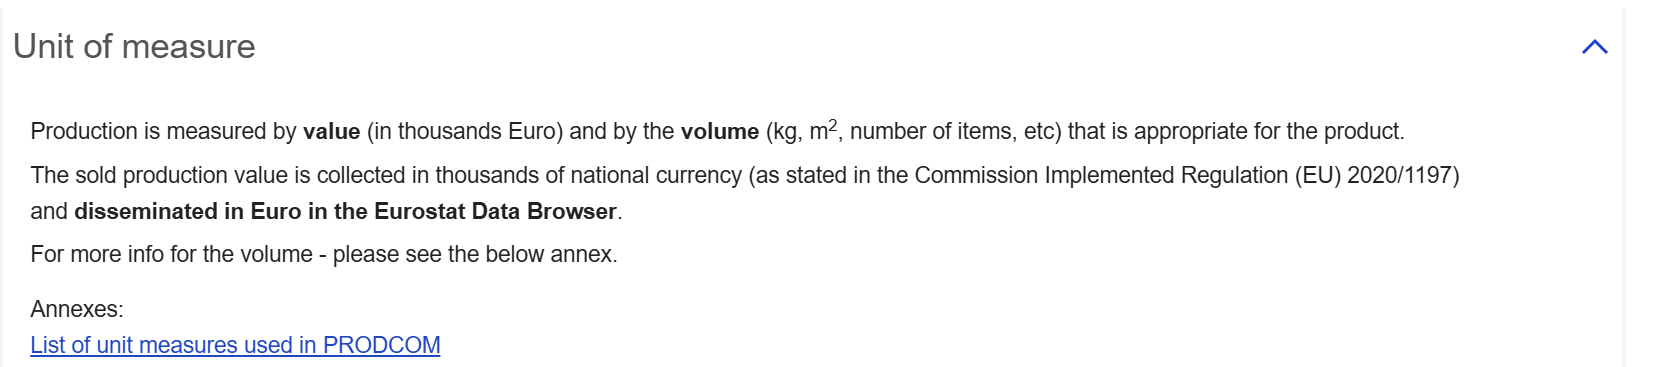 Unit of measure
Production is measured by value (in thousands Euro) and by the volume (kg, m², number of items, etc) that is appropriate for the product.
The sold production value is collected in thousands of national currency (as stated in the Commission Implemented Regulation (EU) 2020/1197)
and disseminated in Euro in the Eurostat Data Browser.
For more info for the volume - please see the below annex.
Annexes:
List of unit measures used in PRODCOM